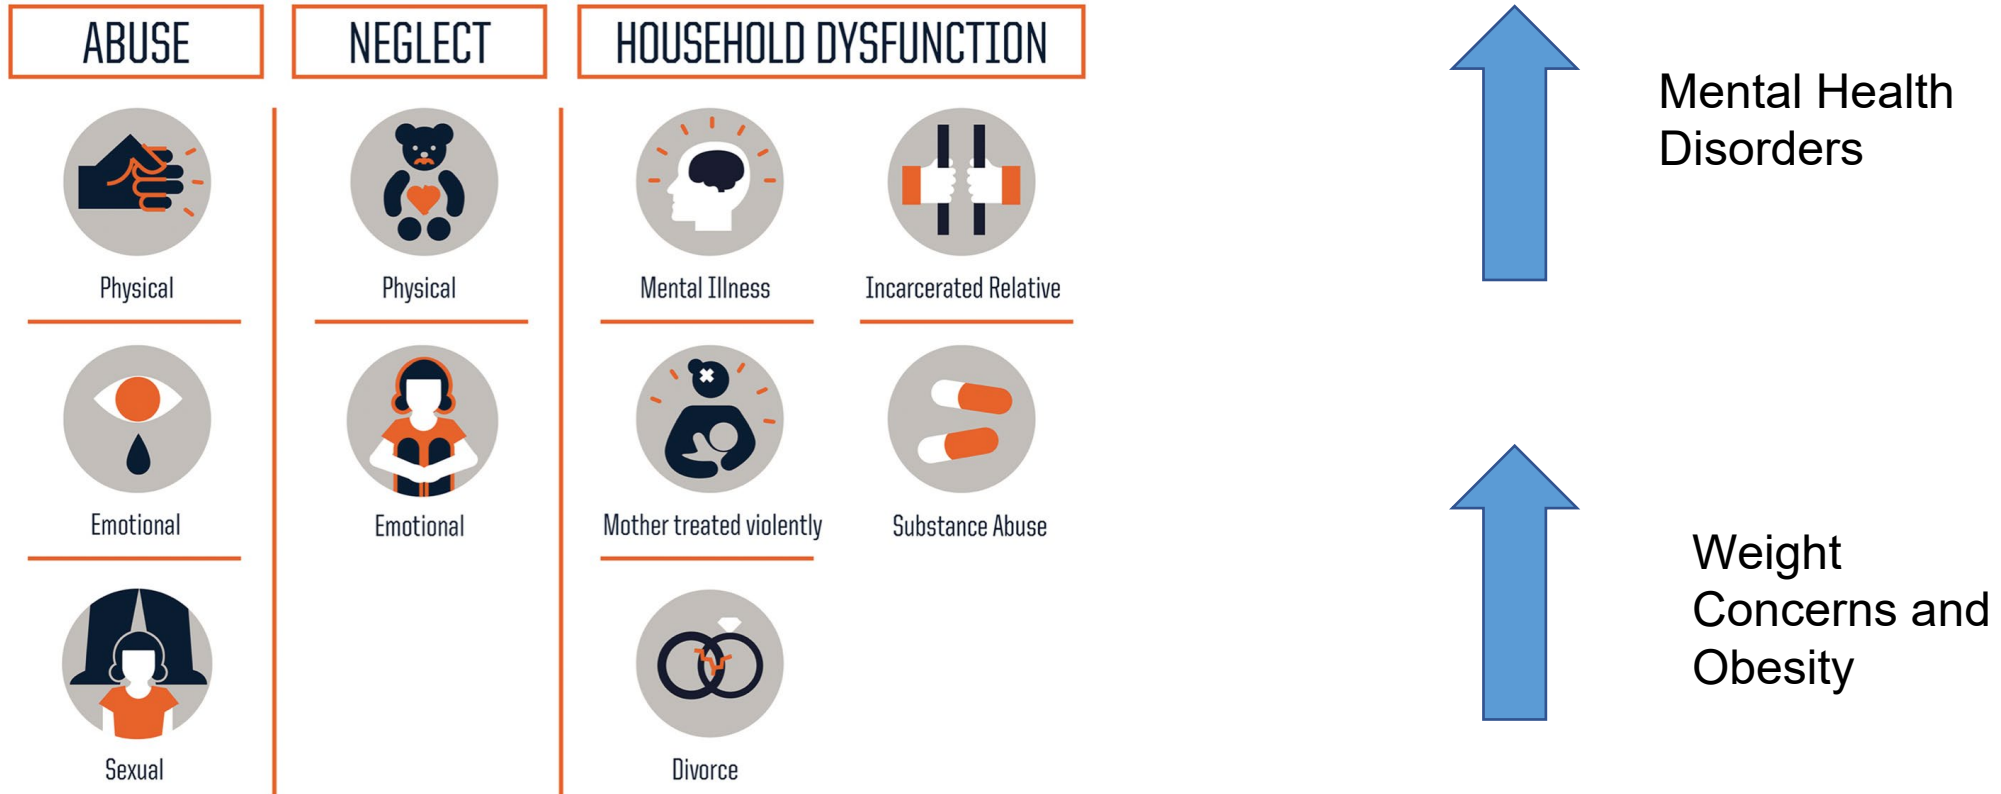 ABUSE
NEGLECT
HOUSEHOLD DYSFUNCTION
Physical
Physical
Mental Illness
Incarcerated Relative
Emotional
Emotional
Mother treated violently
Substance Abuse
Sexual
Divorce
Mental Health
Disorders
Weight
Concerns and
Obesity